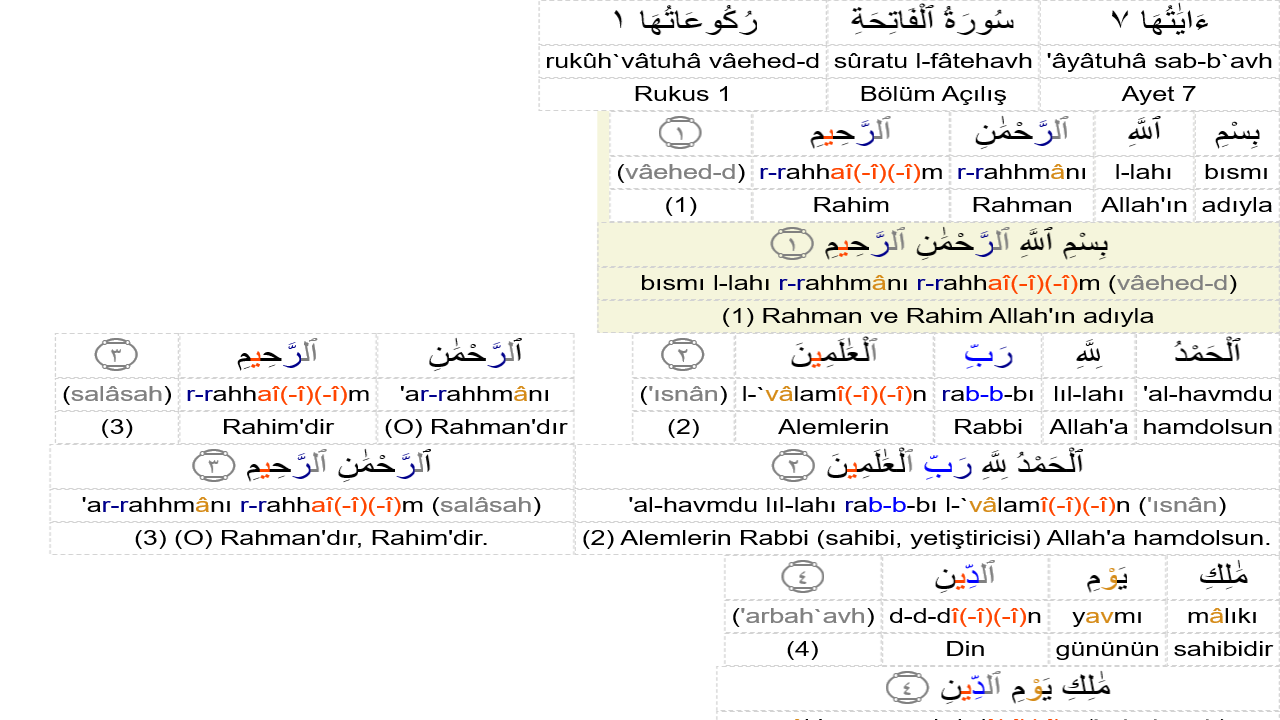 ءَايَٰتُهَا ٧ سُورَةُ ٱلْفَاتِحَةِ رُكُوعَاتُهَا ١
rukûh`vâtuhâ vâehed-d sûratu l-fâtehavh 'âyâtuhâ sab-b`avh
Rukus 1 Bölüm Açılış Ayet 7
بِسْمِ ٱللَّهِ ٱلرَّحْمَٰنِ ٱلرَّحِيمِ ١
(vâehed-d) r-rahhaî(-î)(-î)m r-rahhmânı l-lahı bısmı
(1) Rahim Rahman Allah'ın adıyla
بِسْمِ ٱللَّهِ ٱلرَّحْمَٰنِ ٱلرَّحِيمِ ١
bısmı l-lahı r-rahhmânı r-rahhaî(-î)(-î)m (vâehed-d)
(1) Rahman ve Rahim Allah'ın adıyla
ٱلْحَمْدُ لِلَّهِ رَبِّ ٱلْعَٰلَمِينَ ٢ ٱلرَّحْمَٰنِ ٱلرَّحِيمِ ٣
(salâsah) r-rahhaî(-î)(-î)m 'ar-rahhmânı ('ısnân) l-`vâlamî(-î)(-î)n rab-b-bı lıl-lahı 'al-havmdu
(3) Rahim'dir (O) Rahman'dır (2) Alemlerin Rabbi Allah'a hamdolsun
ٱلْحَمْدُ لِلَّهِ رَبِّ ٱلْعَٰلَمِينَ ٢ ٱلرَّحْمَٰنِ ٱلرَّحِيمِ ٣
'ar-rahhmânı r-rahhaî(-î)(-î)m (salâsah) 'al-havmdu lıl-lahı rab-b-bı l-`vâlamî(-î)(-î)n ('ısnân)
(3) (O) Rahman'dır, Rahim'dir. (2) Alemlerin Rabbi (sahibi, yetiştiricisi) Allah'a hamdolsun.
مَٰلِكِ يَوْمِ ٱلدِّينِ ٤
('arbah`avh) d-d-dî(-î)(-î)n yavmı mâlıkı
(4) Din gününün sahibidir
مَٰلِكِ يَوْمِ ٱلدِّينِ ٤